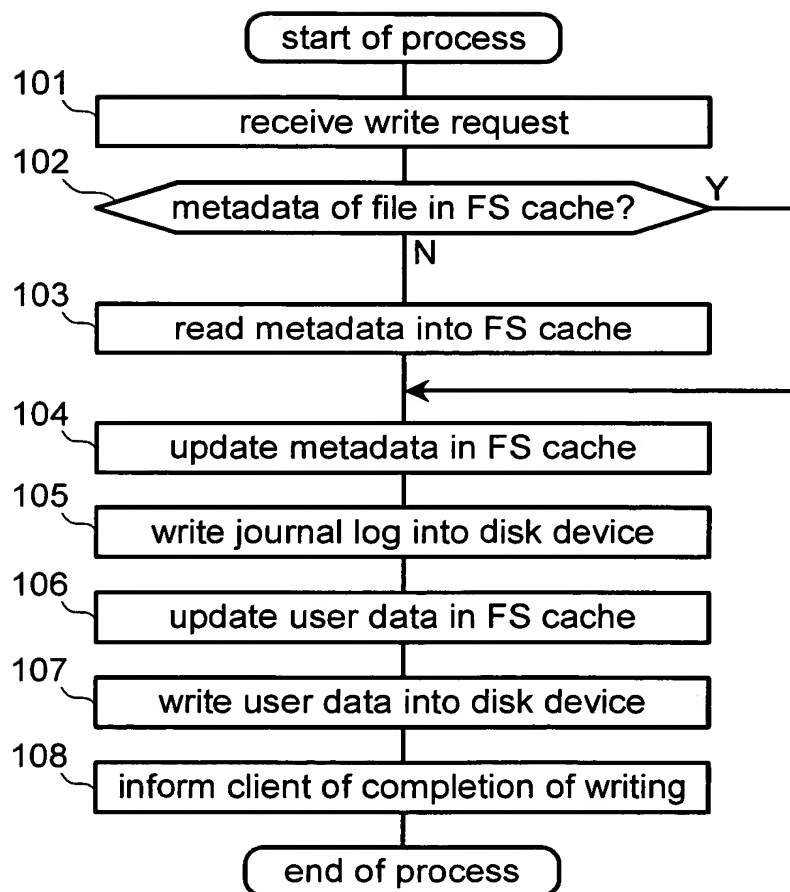 start of process
101
receive write request
102
metadata of file in FS cache?
Y
N
103
read metadata into FS cache
104
update metadata in FS cache
105
write journal log into disk device
106
update user data in FS cache
107
write user data into disk device
108
inform client of completion of writing
end of process